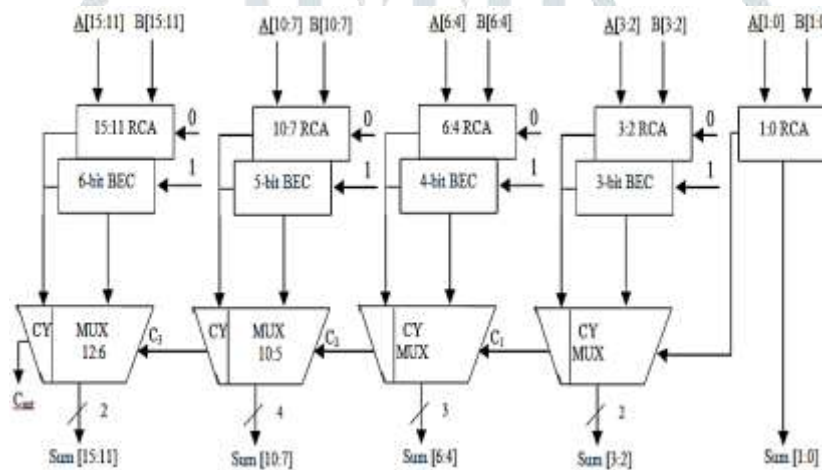 A[15:11] B[15:11] A[10:7] B[10:7] A[6:4] B[6:4] A[3:2] B[3:2] A[1:0]
0 0 0 0
15:11 RCA 10:7 RCA 6:4 RCA 3:2 RCA 1:0 RCA
1 1 1 1
6-bit BEC 5-bit BEC 4-bit BEC 3-bit BEC
CY MUX C3 CY MUX C2 CY C1 CY
12:6 10:5 MUX MUX
Cout
2 4 3 2
Sum [15:11] Sum [10:7] Sum [6:4] Sum [3:2] Sum [1:0]